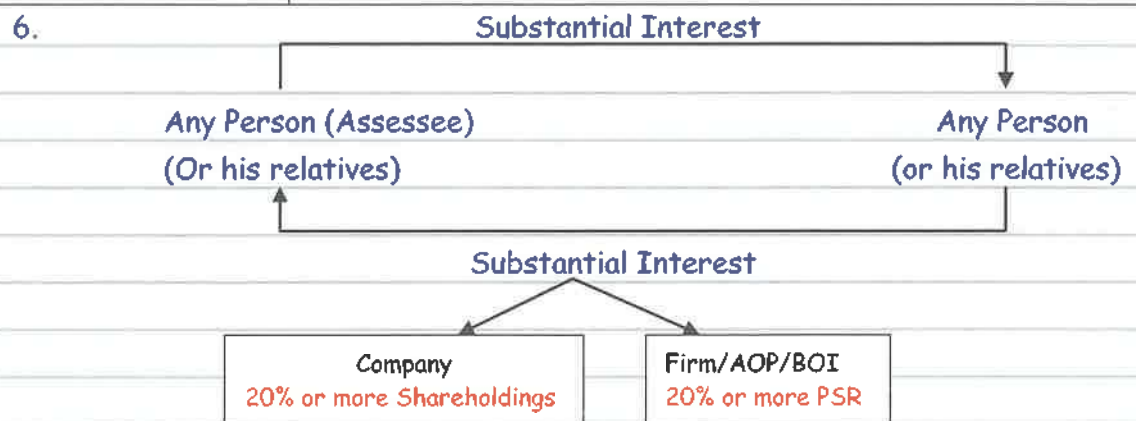 6.
Substantial Interest
Any Person (Assessee)
(Or his relatives)
Any Person
(or his relatives)
Substantial Interest
Company
20% or more Shareholdings
Firm/AOP/BOI
20% or more PSR